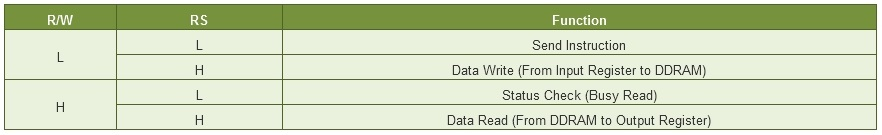 R/W RS Function
L L Send Instruction
H Data Write (From Input Register to DDRAM)
H L Status Check (Busy Read)
H Data Read (From DDRAM to Output Register)